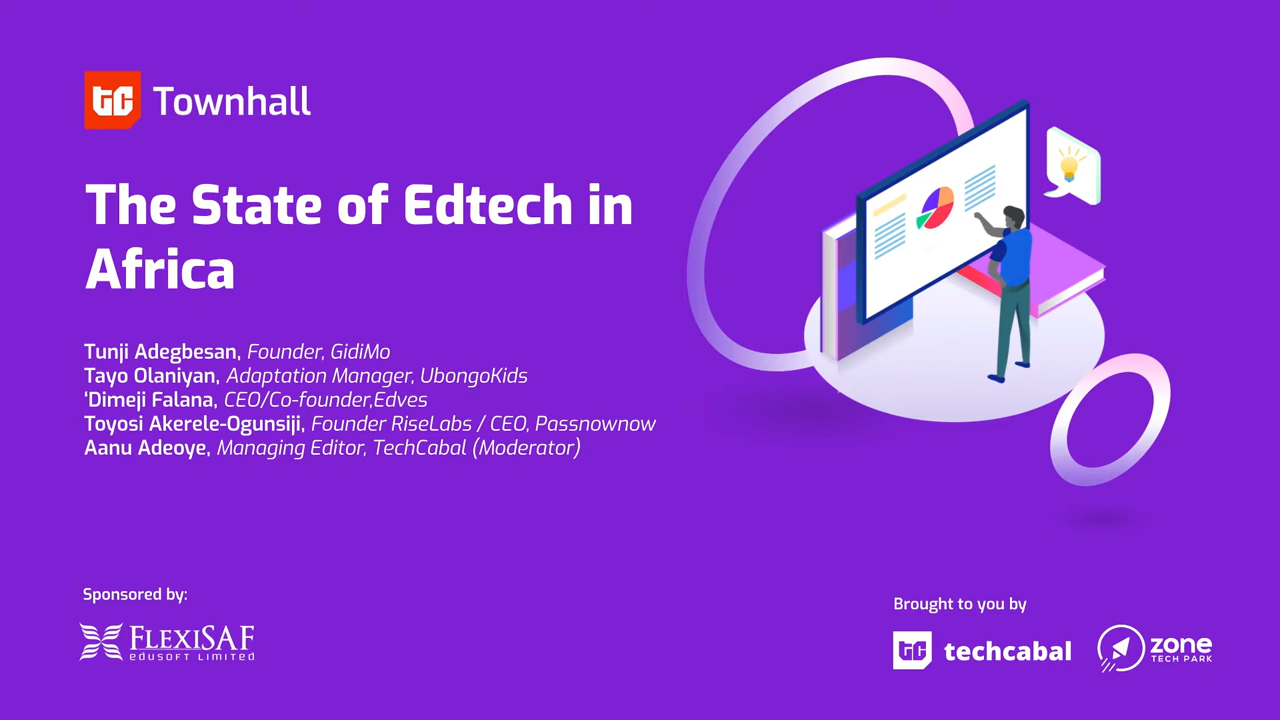 tc Townhall
The State of Edtech in
Africa
Tunji Adegbesan, Founder, GidiMo
Tayo Olaniyan, Adaptation Manager, UbongoKids
‘Dimeji Falana, CEO/Co-founder,Edves
Toyosi Akerele-Ogunsiji, Founder RiseLabs / CEO, Passnownow
Aanu Adeoye, Managing Editor, TechCabal (Moderator)
Sponsored by:
FLEXISAF
EDUSOFT LIMITED
Brought to you by
tc techcabal
zone
TECH PARK